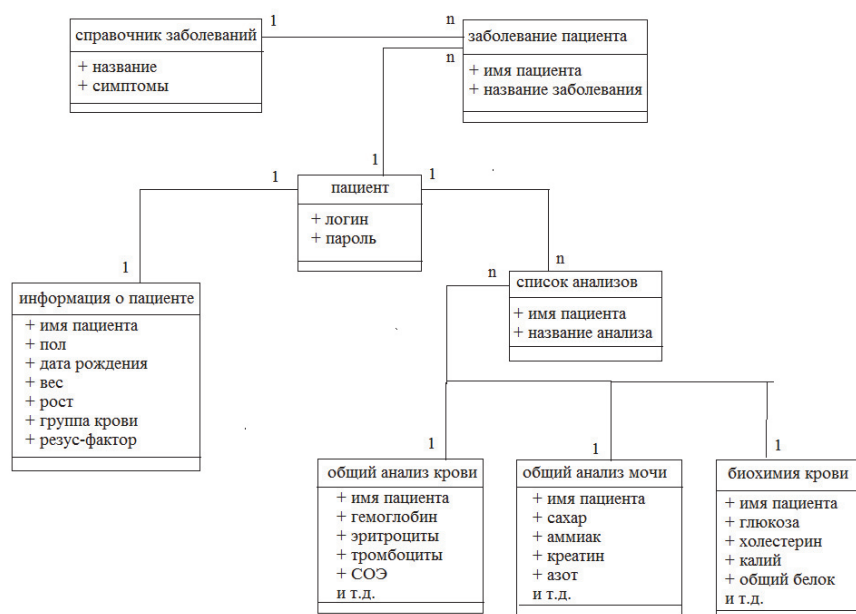 справочник заболеваний
+ название
+ симптомы
1
n
заболевание пациента
+ имя пациента
+ название заболевания
n
1
пациент
+ логин
+ пароль
1
1
1
информация о пациенте
+ имя пациента
+ пол
+ дата рождения
+ вес
+ рост
+ группа крови
+ резус-фактор
n
список анализов
+ имя пациента
+ название анализа
n
1
общий анализ крови
+ имя пациента
+ гемоглобин
+ эритроциты
+ тромбоциты
+ СОЭ
и т.д.
1
общий анализ мочи
+ имя пациента
+ сахар
+ аммиак
+ креатин
+ азот
и т.д.
1
биохимия крови
+ имя пациента
+ глюкоза
+ холестерин
+ калий
+ общий белок
и т.д.